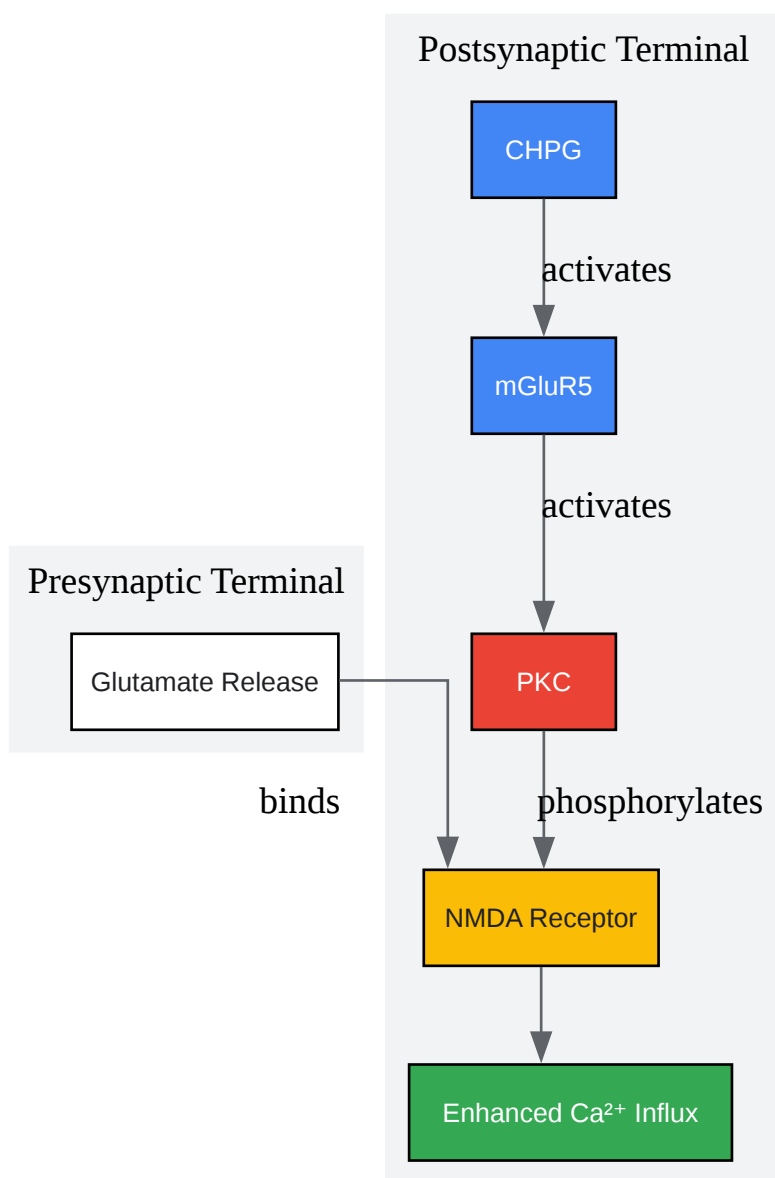 Postsynaptic Terminal
CHPG
activates
mGluR5
activates
Presynaptic Terminal
Glutamate Release
PKC
binds
phosphorylates
NMDA Receptor
Enhanced Ca²⁺ Influx